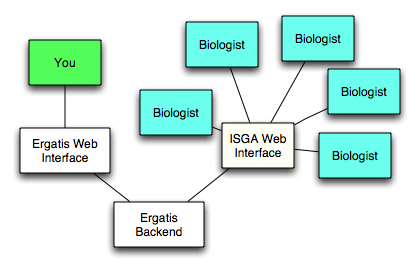 You
Biologist
Biologist
Biologist
Biologist
Biologist
Ergatis Web
Interface
ISGA Web
Interface
Ergatis
Backend